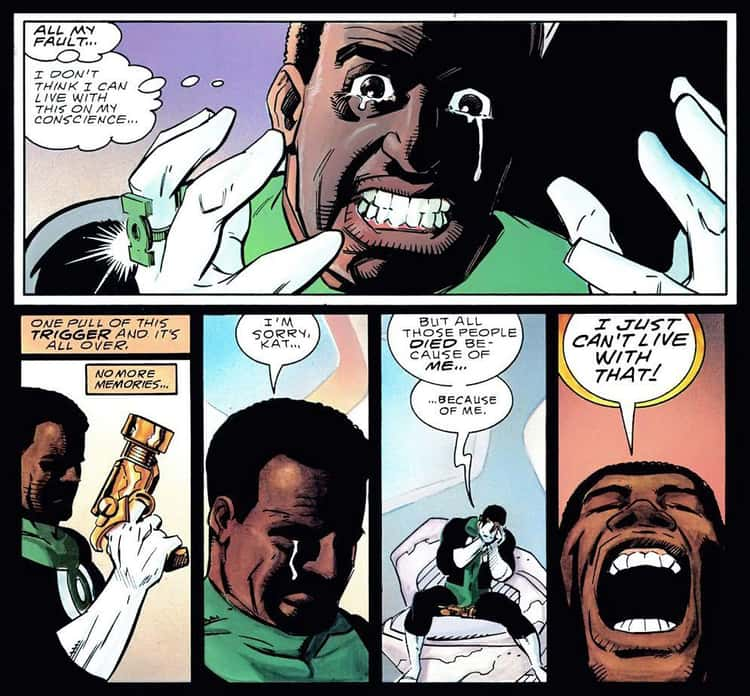 ALL MY
FAULT...
I DON'T
THINK I CAN
LIVE WITH
THIS ON MY
CONSCIENCE...
ONE PULL OF THIS
TRIGGER AND IT'S
ALL OVER.
NO MORE
MEMORIES...
I'M
SORRY,
KAT...
BUT ALL
THOSE PEOPLE
DIED BE-
CAUSE OF
ME...
...BECAUSE
OF ME.
I JUST
CAN'T LIVE
WITH
THAT!